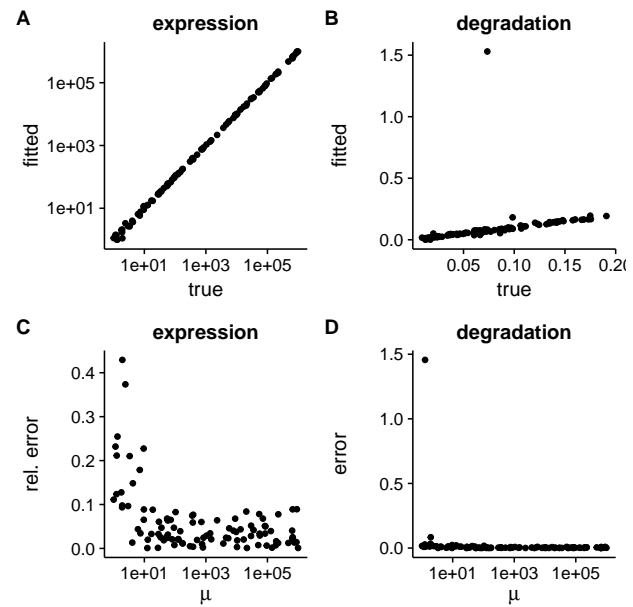 A
expression
fitted
1e+05
1e+03
1e+01
1e+01
1e+03
1e+05
true
B
degradation
fitted
1.5
1.0
0.5
0.0
0.05
0.10
0.15
0.20
true
C
expression
rel. error
0.4
0.3
0.2
0.1
0.0
1e+01
1e+03
1e+05
μ
D
degradation
error
1.5
1.0
0.5
0.0
1e+01
1e+03
1e+05
μ